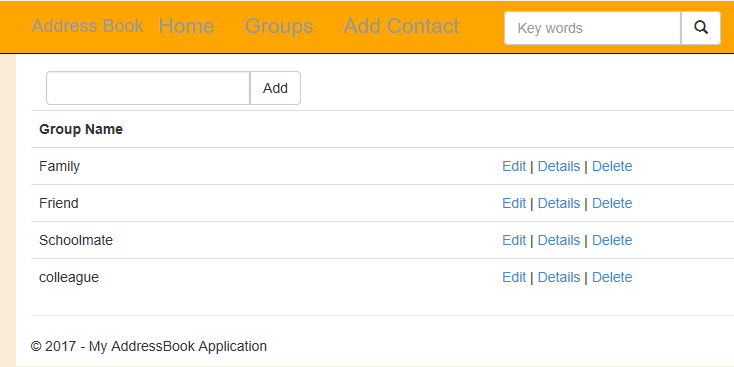 Address Book Home Groups Add Contact Key words
Add
Group Name
Family Edit | Details | Delete
Friend Edit | Details | Delete
Schoolmate Edit | Details | Delete
colleague Edit | Details | Delete
© 2017 - My AddressBook Application